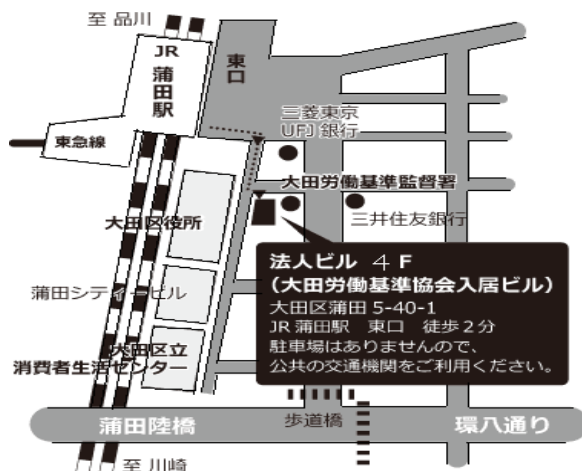 至 品川
JR
蒲田駅
東口
東急線
三菱東京
UFJ 銀行
大田労働基準監督署
三井住友銀行
大田区役所
法人ビル 4 F
(大田労働基準協会入居ビル)
大田区蒲田 5-40-1
JR 蒲田駅 東口 徒歩2分
駐車場はありませんので、
公共の交通機関をご利用ください。
蒲田シティービル
大田区立
消費者生活センター
蒲田陸橋
歩道橋
環八通り
至 川崎